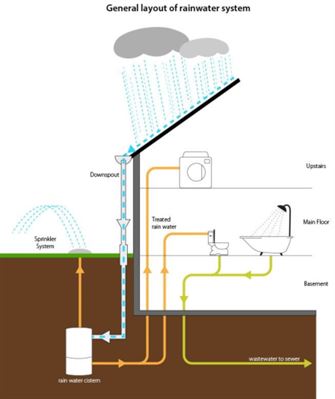 General layout of rainwater system
Upstairs
Downspout
Treated
rain water
Main Floor
Sprinkler
System
Basement
wastewater to sewer
rain water cistern